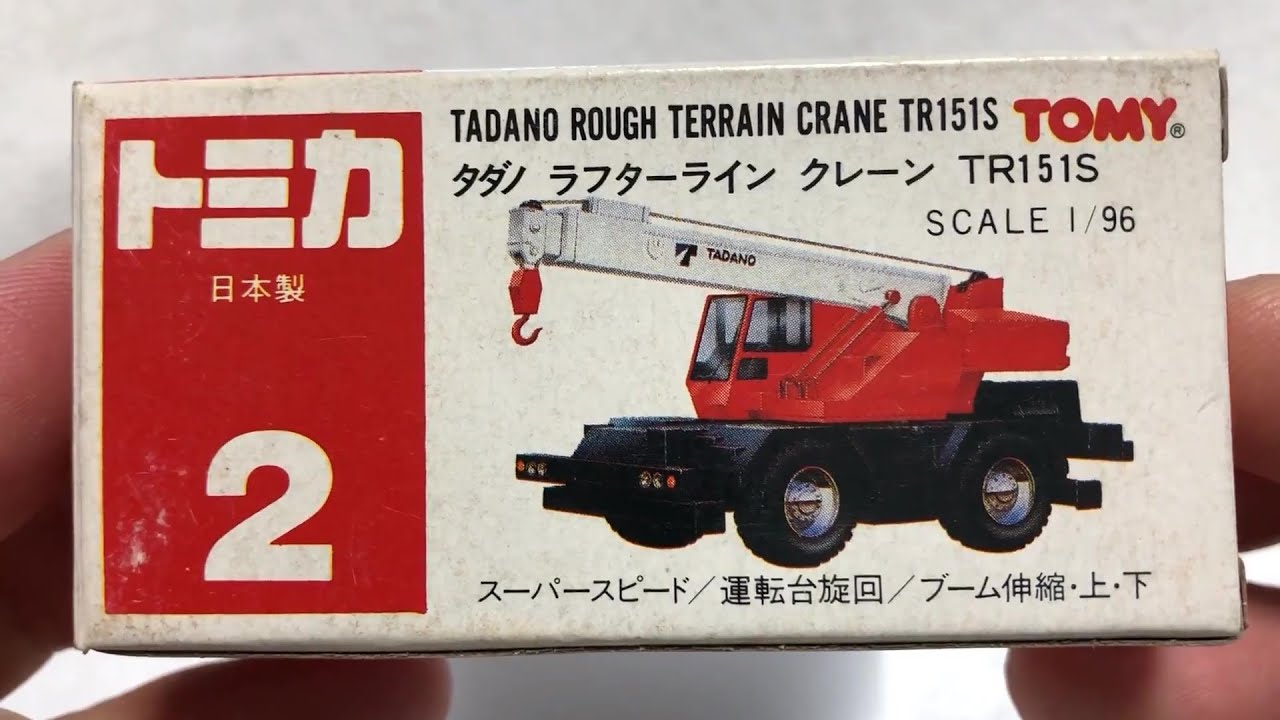 トミカ
日本製
2
TADANO ROUGH TERRAIN CRANE TR151S TOMY®
タダノ ラフターライン クレーン TR151S
SCALE 1/96
TADANO
スーパースピード/運転台旋回/ブーム伸縮・上・下